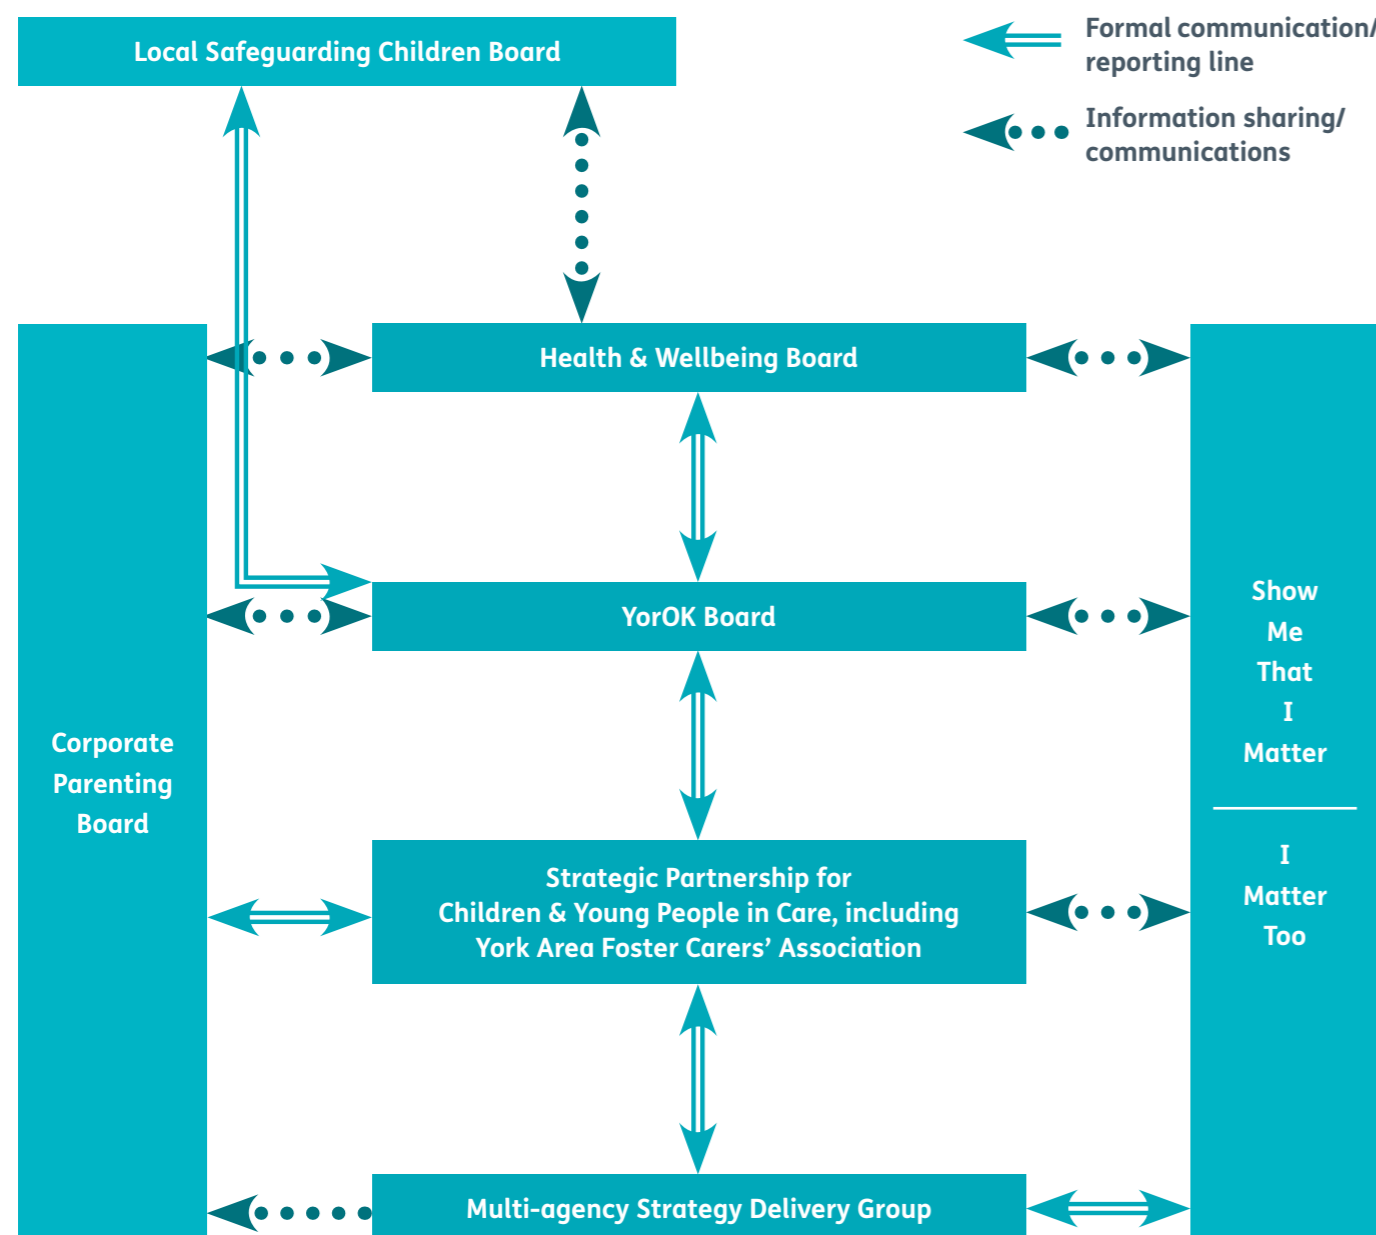 Local Safeguarding Children Board
Formal communication/
reporting line
Information sharing/
communications
Health & Wellbeing Board
YorOK Board
Corporate
Parenting
Board
Strategic Partnership for
Children & Young People in Care, including
York Area Foster Carers’ Association
Multi-agency Strategy Delivery Group
Show
Me
That
I
Matter
I
Matter
Too